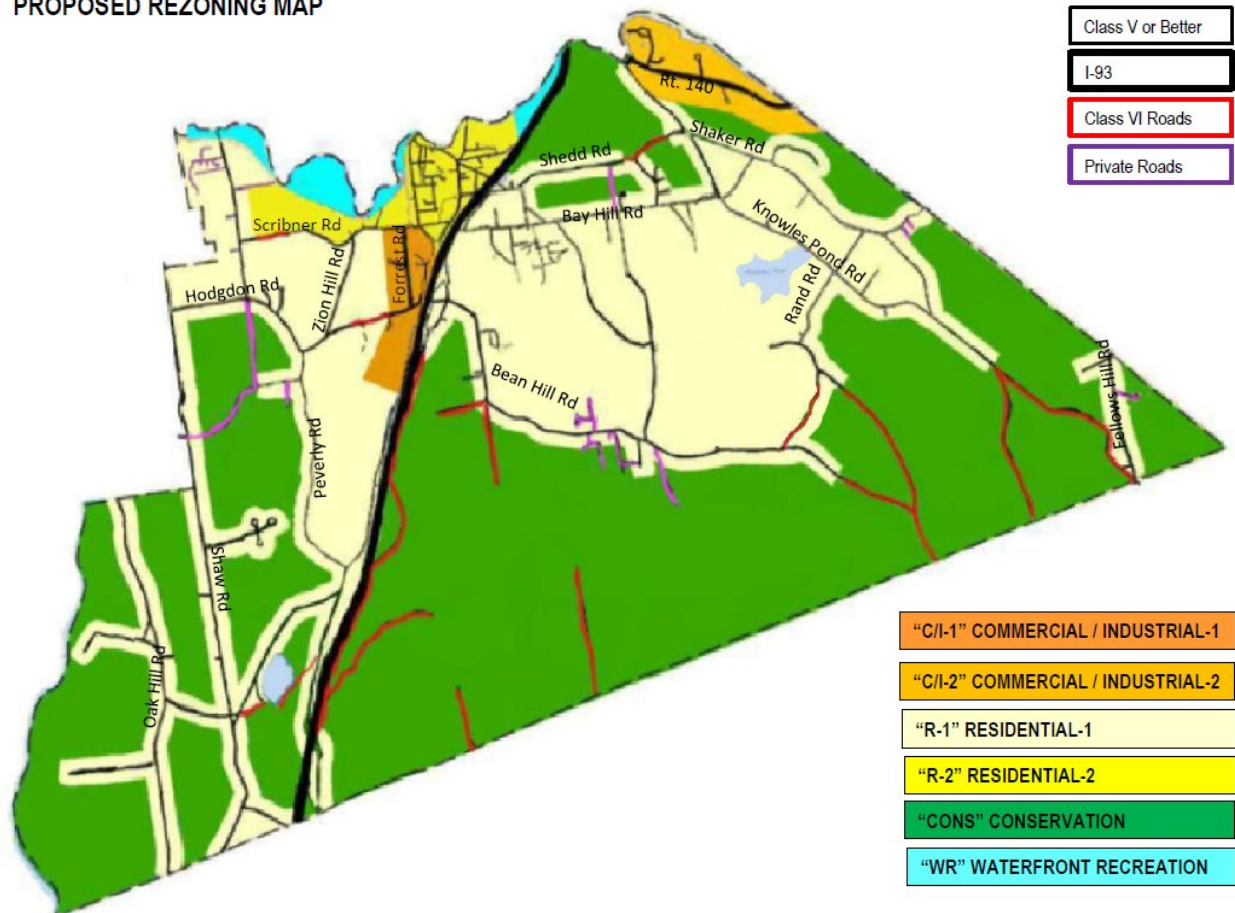 PROPOSED REZONING MAP
Class V or Better
I-93
Class VI Roads
Private Roads
Rt. 140
Shaker Rd
Shedd Rd
Bay Hill Rd
Knowles Pond Rd
Scribner Rd
Forrest Rd
Zion Hill Rd
Hodgdon Rd
Rand Rd
Bean Hill Rd
Fellows Hill Rd
Peverly Rd
Shaw Rd
Oak Hill Rd
"C/I-1" COMMERCIAL / INDUSTRIAL-1
"C/I-2" COMMERCIAL / INDUSTRIAL-2
"R-1" RESIDENTIAL-1
"R-2" RESIDENTIAL-2
"CONS" CONSERVATION
"WR" WATERFRONT RECREATION